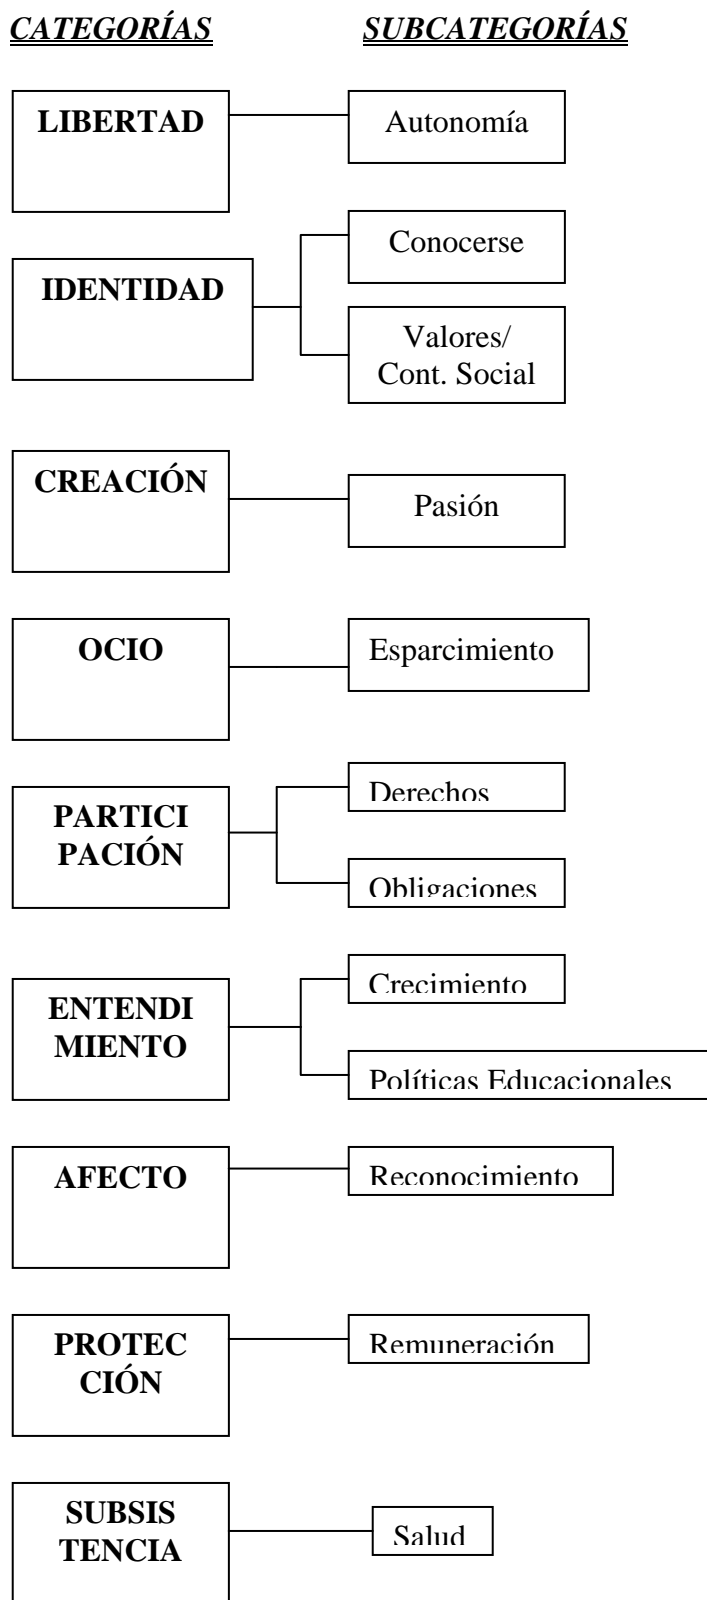 CATEGORÍAS SUBCATEGORÍAS
LIBERTAD
Autonomía
IDENTIDAD
Conocerse
Valores/
Cont. Social
CREACIÓN
Pasión
OCIO
Esparcimiento
PARTICI
PACIÓN
Derechos
Obligaciones
ENTENDI
MIENTO
Crecimiento
Políticas Educacionales
AFECTO
Reconocimiento
PROTEC
CIÓN
Remuneración
SUBSIS
TENCIA
Salud